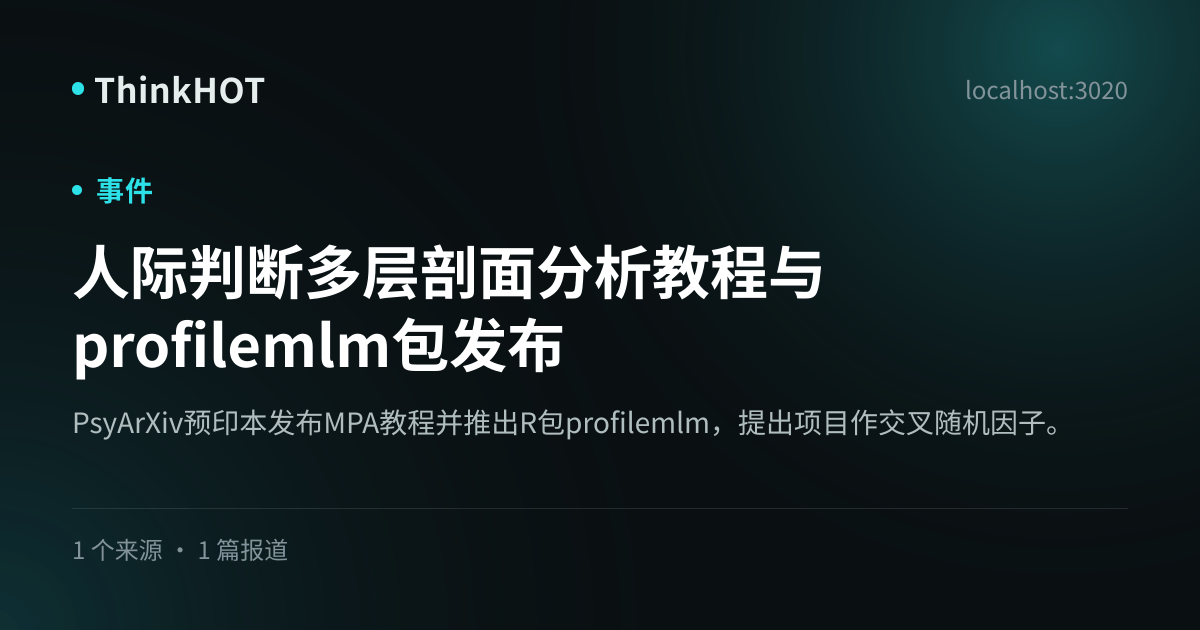 ThinkHOT
localhost:3020
事件
人际判断多层剖面分析教程与
profilemlm包发布
PsyArXiv预印本发布MPA教程并推出R包profilemlm，提出项目作交叉随机因子。
1 个来源 · 1 篇报道